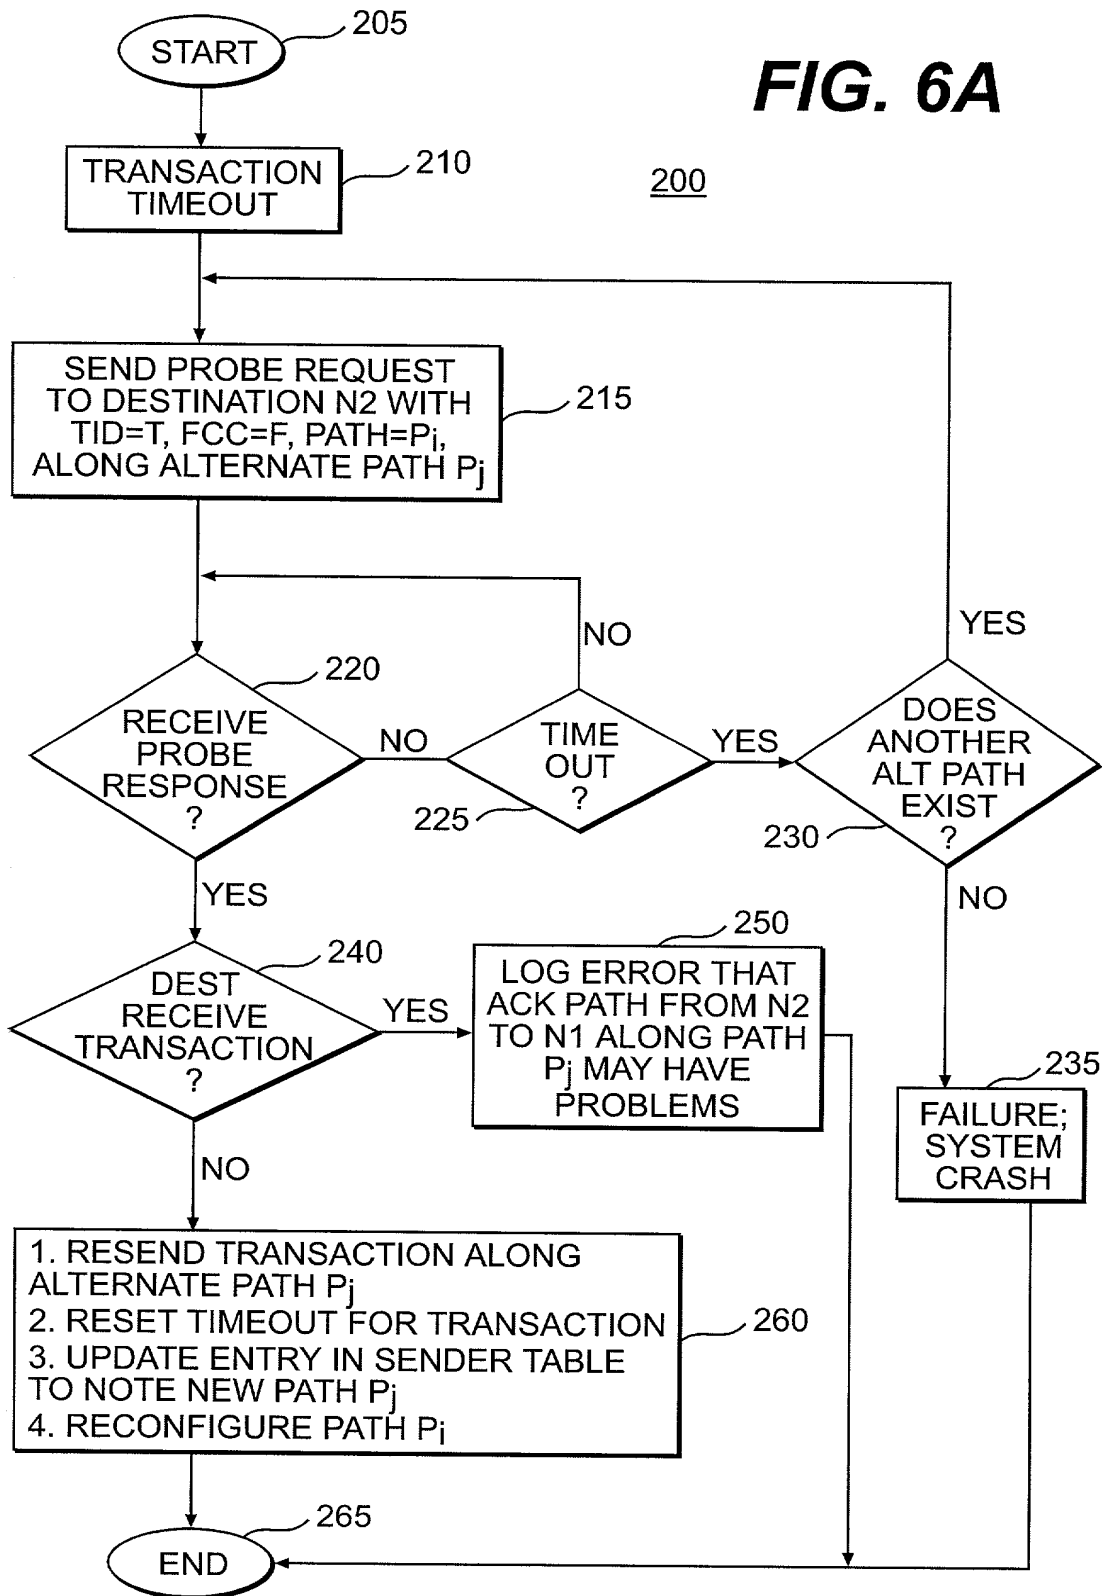 START
205
FIG. 6A
TRANSACTION
TIMEOUT
210
200
SEND PROBE REQUEST
TO DESTINATION N2 WITH
TID=T, FCC=F, PATH=Pi,
ALONG ALTERNATE PATH Pj
215
RECEIVE
PROBE
RESPONSE
?
220
NO
TIME
OUT
?
225
NO
YES
DOES
ANOTHER
ALT PATH
EXIST
?
230
YES
NO
YES
DEST
RECEIVE
TRANSACTION
?
240
YES
LOG ERROR THAT
ACK PATH FROM N2
TO N1 ALONG PATH
Pj MAY HAVE
PROBLEMS
250
FAILURE;
SYSTEM
CRASH
235
NO
1. RESEND TRANSACTION ALONG
ALTERNATE PATH Pj
2. RESET TIMEOUT FOR TRANSACTION
3. UPDATE ENTRY IN SENDER TABLE
TO NOTE NEW PATH Pj
4. RECONFIGURE PATH Pi
260
END
265